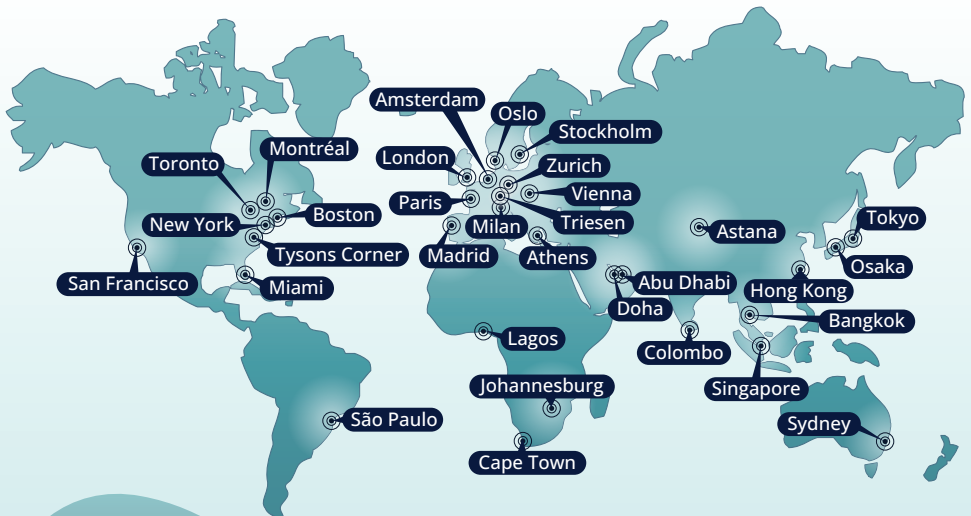 Amsterdam
Oslo
Stockholm
Montréal
London
Zurich
Toronto
Vienna
Paris
Boston
New York
Milan
Triesen
Tokyo
Astana
Tysons Corner
Madrid
Athens
Osaka
San Francisco
Miami
Abu Dhabi
Hong Kong
Doha
Bangkok
Lagos
Colombo
Johannesburg
Singapore
São Paulo
Sydney
Cape Town